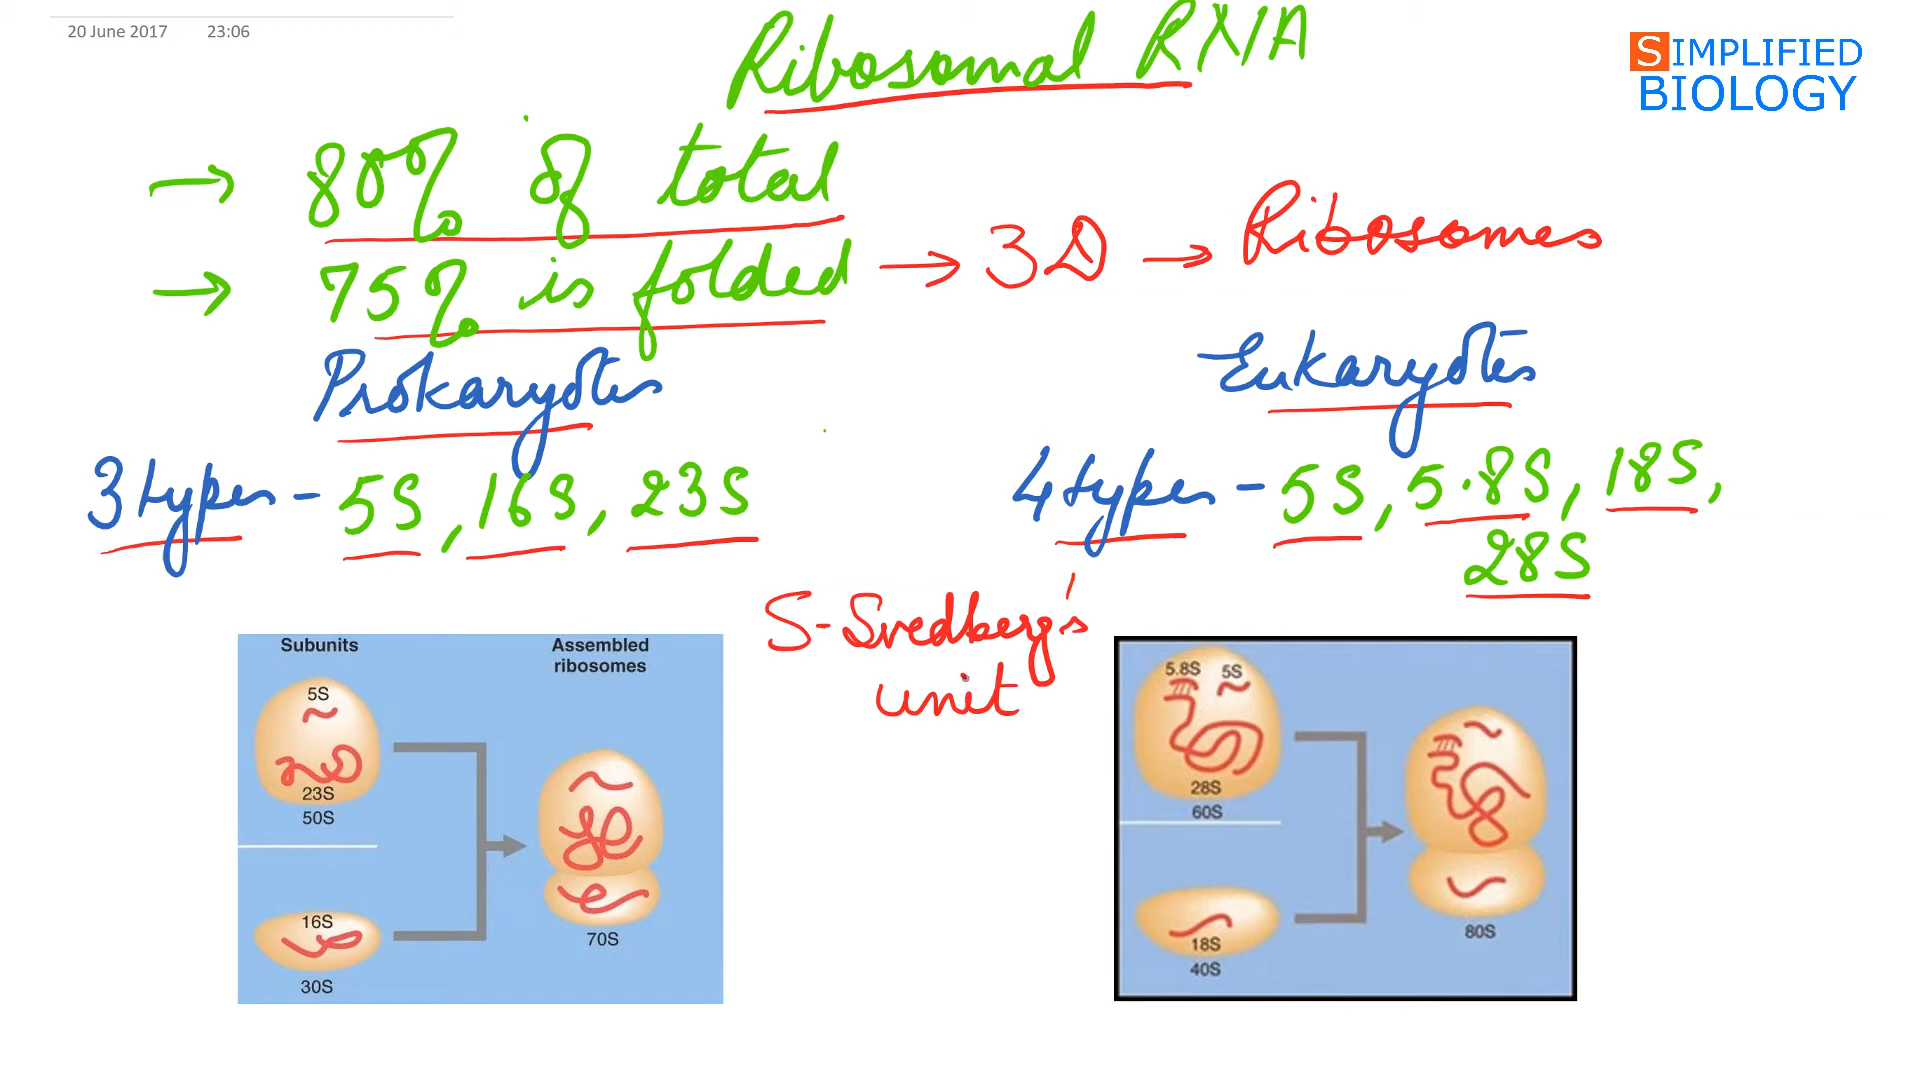 20 June 2017 23:06
Ribosomal RNA
SIMPLIFIED
BIOLOGY
→ 80% of total
→ 75% is folded → 3D → Ribosomes
Prokaryotes
3 types - 5S, 16S, 23S
Eukaryotes
4 types - 5S, 5.8S, 18S,
28S
S - Svedberg's
unit
Subunits
Assembled
ribosomes
5S
23S
50S
16S
30S
70S
5.8S 5S
28S
60S
18S
40S
80S